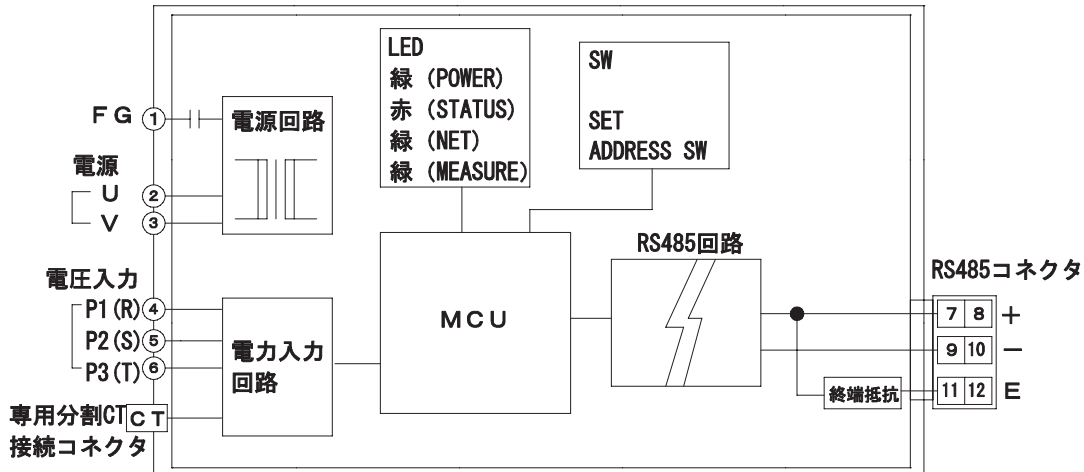 LED
緑 (POWER)
赤 (STATUS)
緑 (NET)
緑 (MEASURE)
SW
SET
ADDRESS SW
FG ①
電源回路
電源
U ②
V ③
電圧入力
P1(R) ④
P2(S) ⑤
P3(T) ⑥
電力入力
回路
専用分割CT CT
接続コネクタ
MCU
RS485回路
RS485コネクタ
7 8 +
9 10 −
終端抵抗 11 12 E